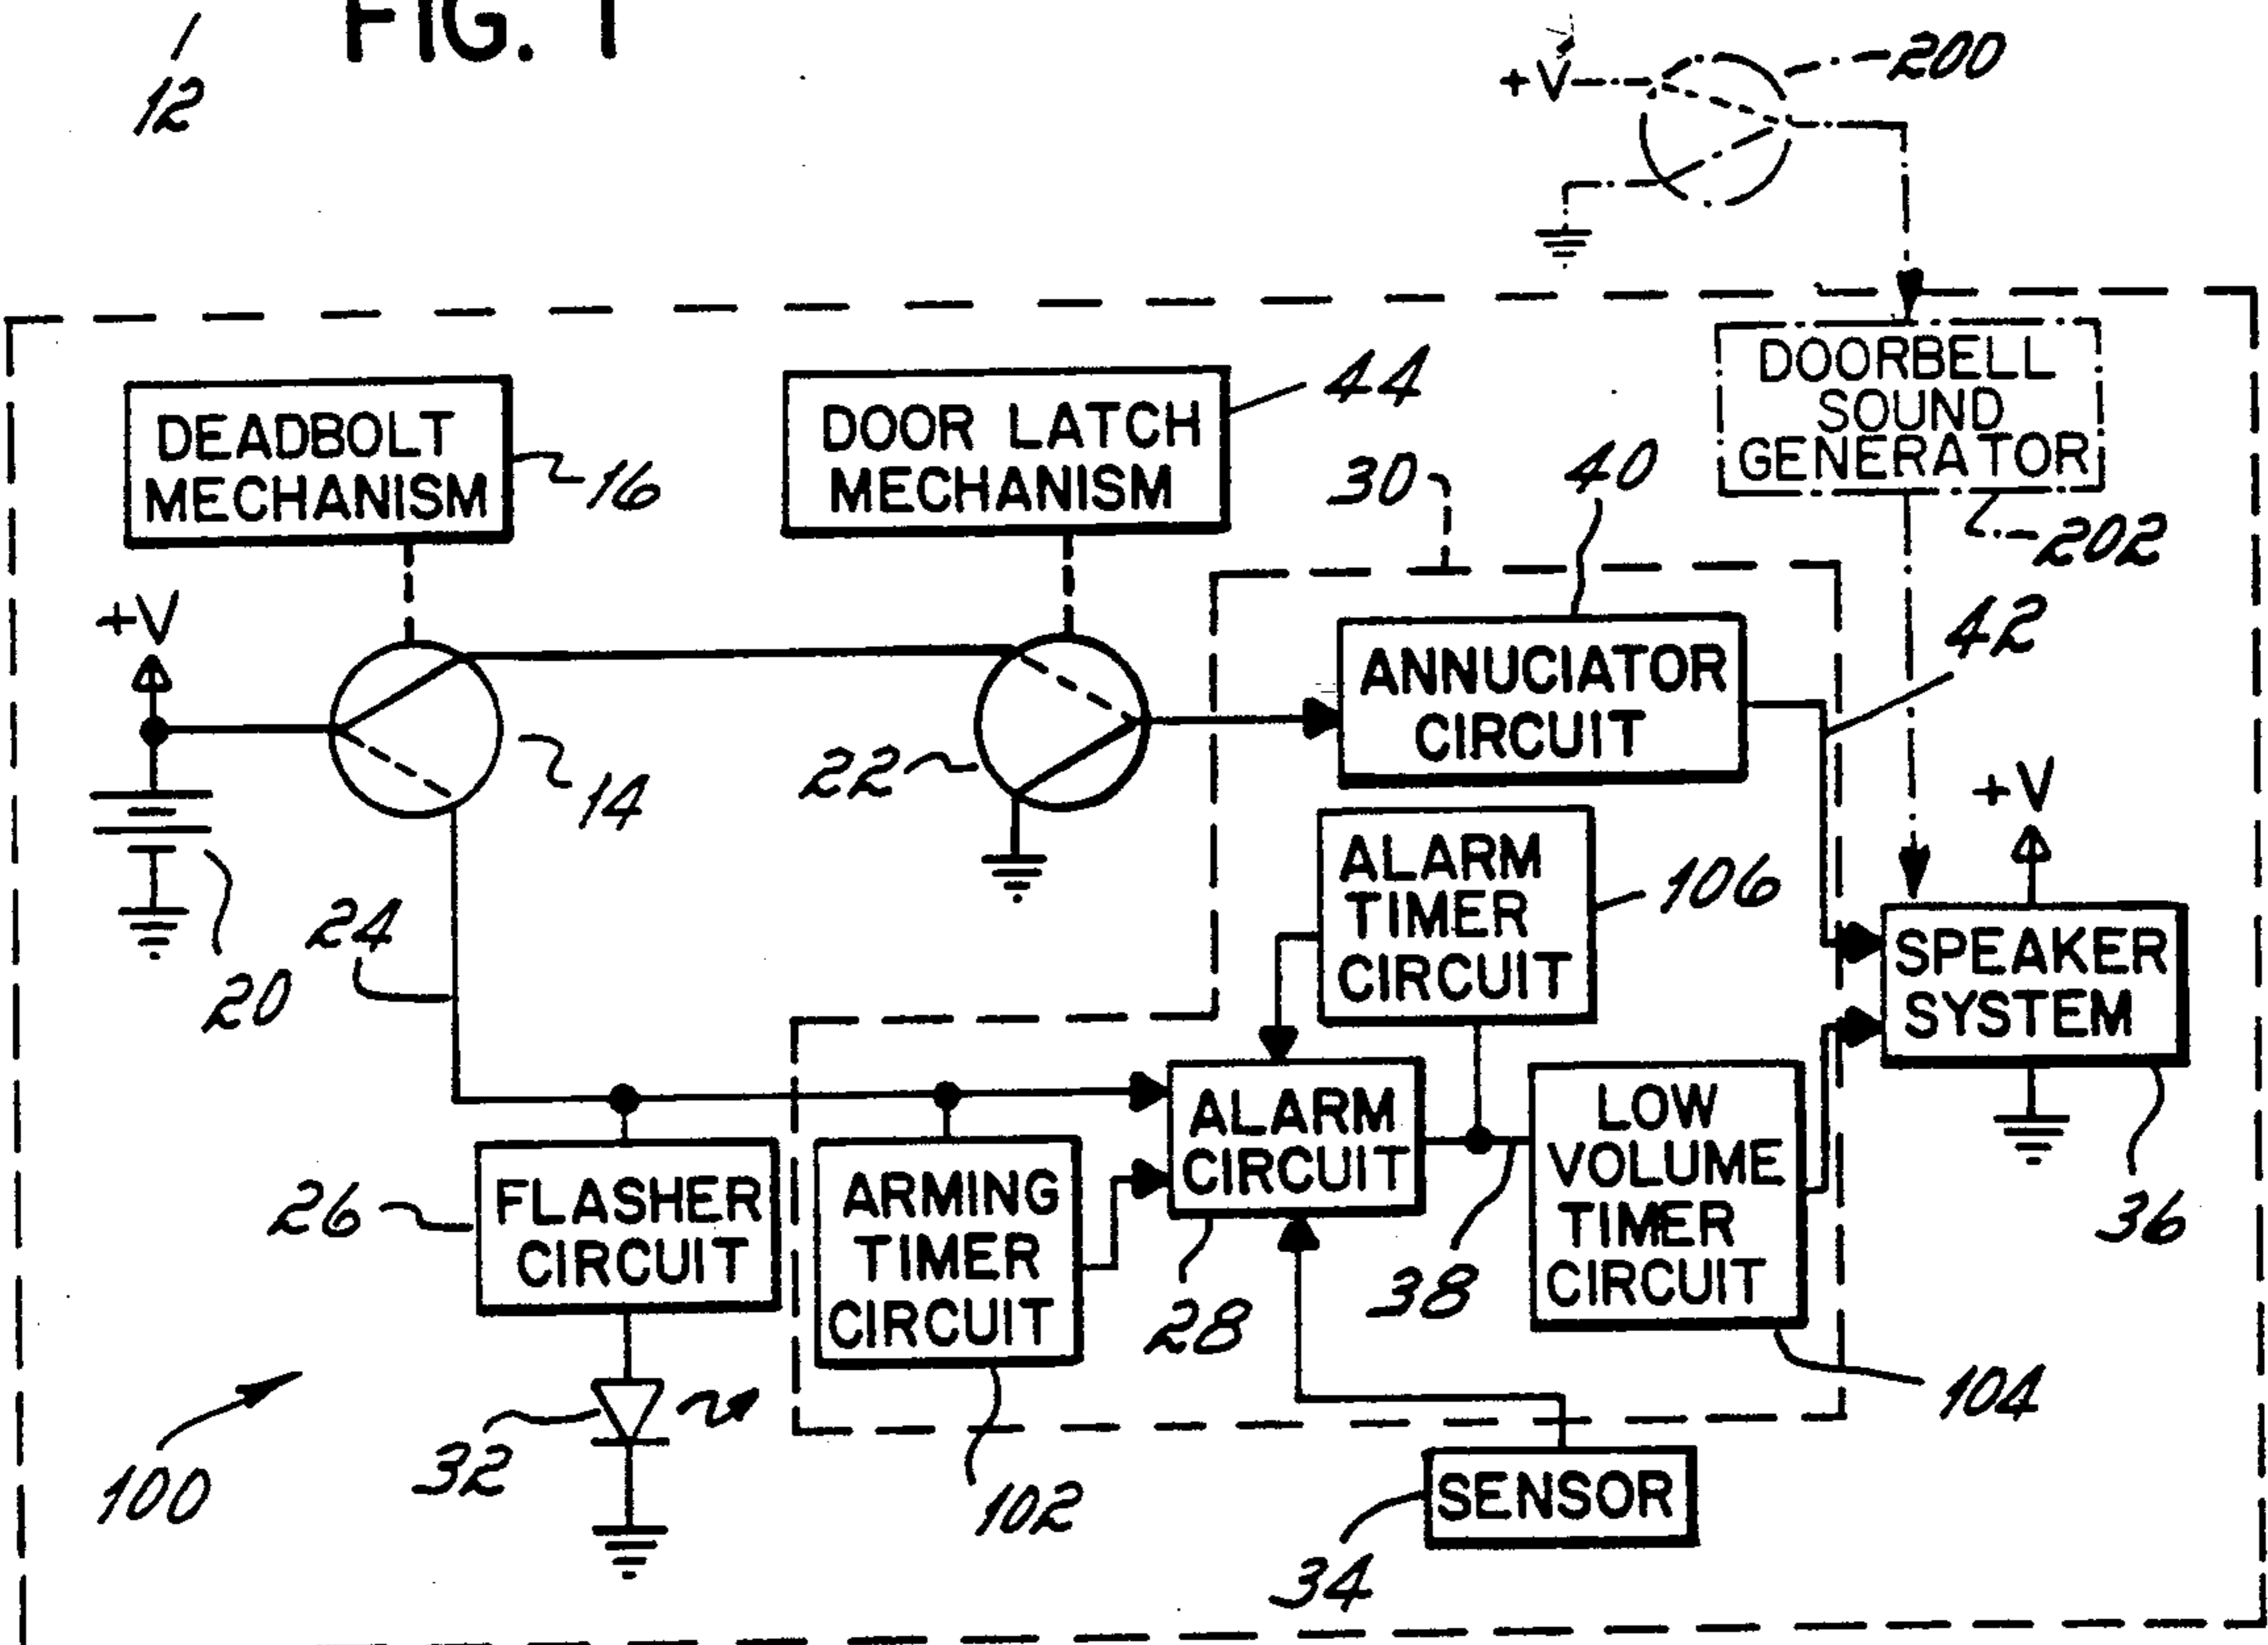 FIG. 1
12
+V
200
DEADBOLT
MECHANISM
16
DOOR LATCH
MECHANISM
44
DOORBELL
SOUND
GENERATOR
202
30
40
42
+V
14
22
ANNUCIATOR
CIRCUIT
20
24
ALARM
TIMER
CIRCUIT
106
+V
SPEAKER
SYSTEM
36
26
FLASHER
CIRCUIT
ARMING
TIMER
CIRCUIT
ALARM
CIRCUIT
28
38
LOW
VOLUME
TIMER
CIRCUIT
104
32
100
102
SENSOR
34